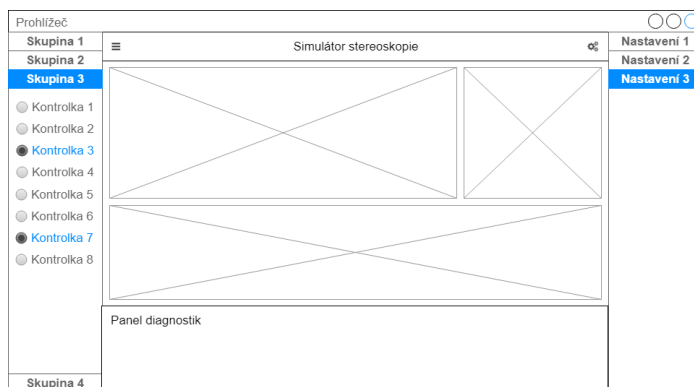 Prohlížeč
Skupina 1
Skupina 2
Skupina 3
Kontrolka 1
Kontrolka 2
Kontrolka 3
Kontrolka 4
Kontrolka 5
Kontrolka 6
Kontrolka 7
Kontrolka 8
Skupina 4
Simulátor stereoskopie
Panel diagnostik
Nastavení 1
Nastavení 2
Nastavení 3